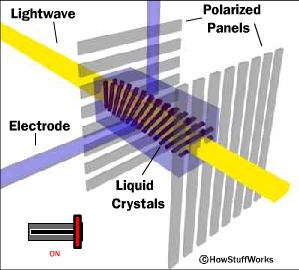 Lightwave
Polarized
Panels
Electrode
Liquid
Crystals
ON
©HowStuffWorks